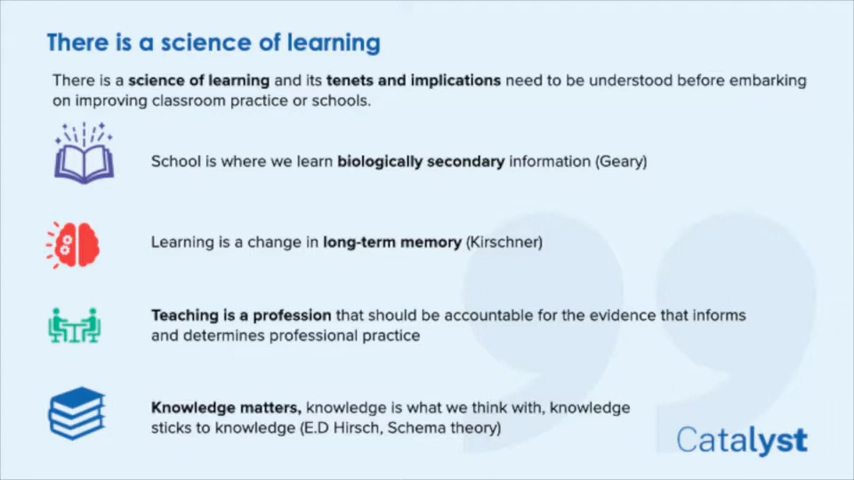 There is a science of learning
There is a science of learning and its tenets and implications need to be understood before embarking
on improving classroom practice or schools.
School is where we learn biologically secondary information (Geary)
Learning is a change in long-term memory (Kirschner)
Teaching is a profession that should be accountable for the evidence that informs
and determines professional practice
Knowledge matters, knowledge is what we think with, knowledge
sticks to knowledge (E.D Hirsch, Schema theory)
Catalyst